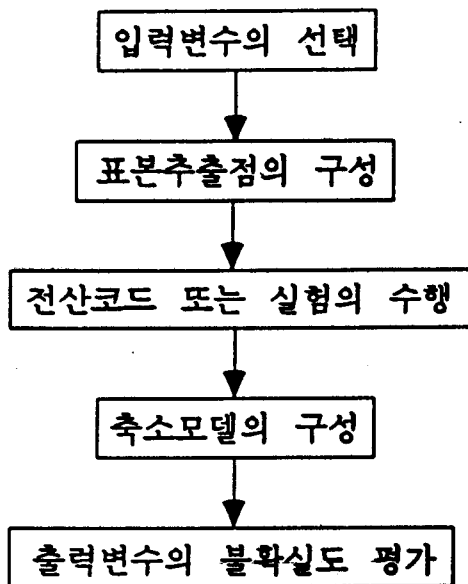 입력변수의 선택
표본추출점의 구성
전산코드 또는 실험의 수행
축소모델의 구성
출력변수의 불확실도 평가